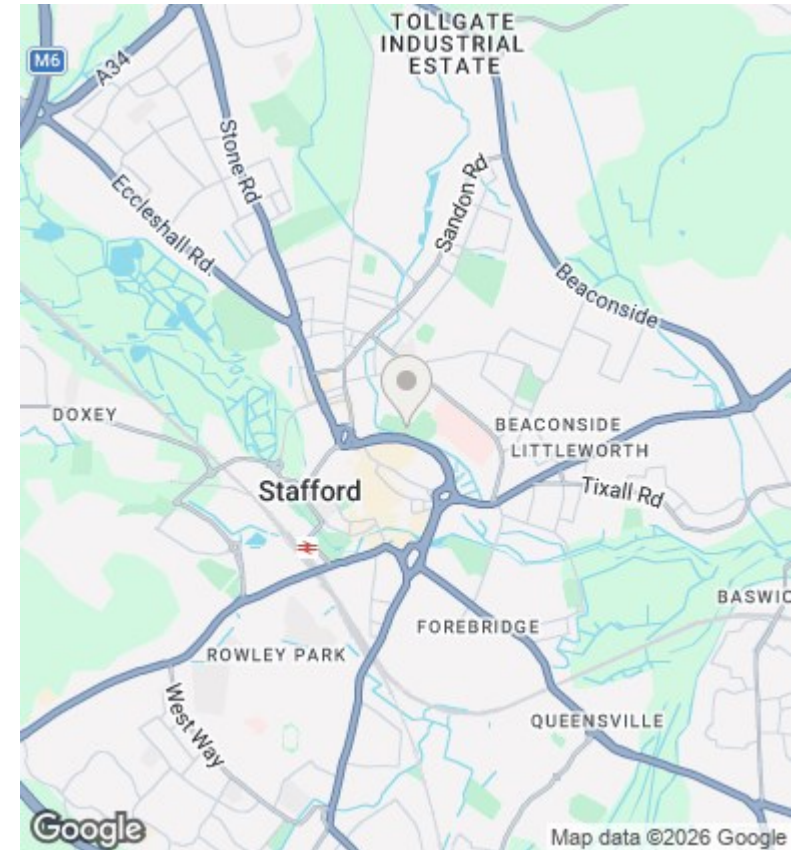 TOLLGATE
INDUSTRIAL
ESTATE
M6
A34
Stone Rd
Eccleshall Rd
Sandon Rd
Beaconside
DOXEY
BEACONSIDE
LITTLEWORTH
Stafford
Tixall Rd
BASWIC
FOREBRIDGE
ROWLEY PARK
West Way
QUEENSVILLE
Google
Map data ©2026 Google